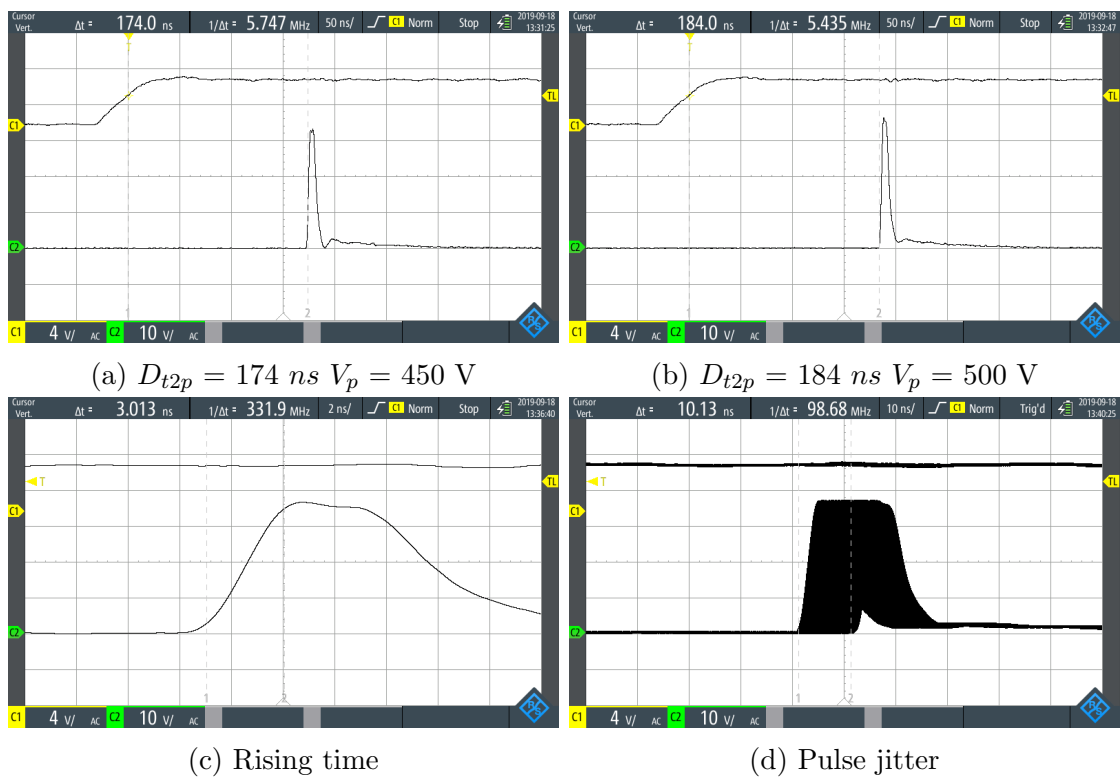 Cursor Vert. Δt = 174.0 ns 1/Δt = 5.747 MHz 50 ns/ C1 Norm Stop 2019-09-18 13:31:25
T
TL
C1
C2
2
C1 4 V/ AC C2 10 V/ AC
R&S
(a) D_{t2p} = 174 ns V_p = 450 V
Cursor Vert. Δt = 184.0 ns 1/Δt = 5.435 MHz 50 ns/ C1 Norm Stop 2019-09-18 13:32:47
TL
C1
C2
2
C1 4 V/ AC C2 10 V/ AC
R&S
(b) D_{t2p} = 184 ns V_p = 500 V
Cursor Vert. Δt = 3.013 ns 1/Δt = 331.9 MHz 2 ns/ C1 Norm Stop 2019-09-18 13:36:40
T
TL
C1
C2
1 2
C1 4 V/ AC C2 10 V/ AC
R&S
(c) Rising time
Cursor Vert. Δt = 10.13 ns 1/Δt = 98.68 MHz 10 ns/ C1 Norm Trig'd 2019-09-18 13:40:25
T
TL
C1
C2
1 2
C1 4 V/ AC C2 10 V/ AC
R&S
(d) Pulse jitter